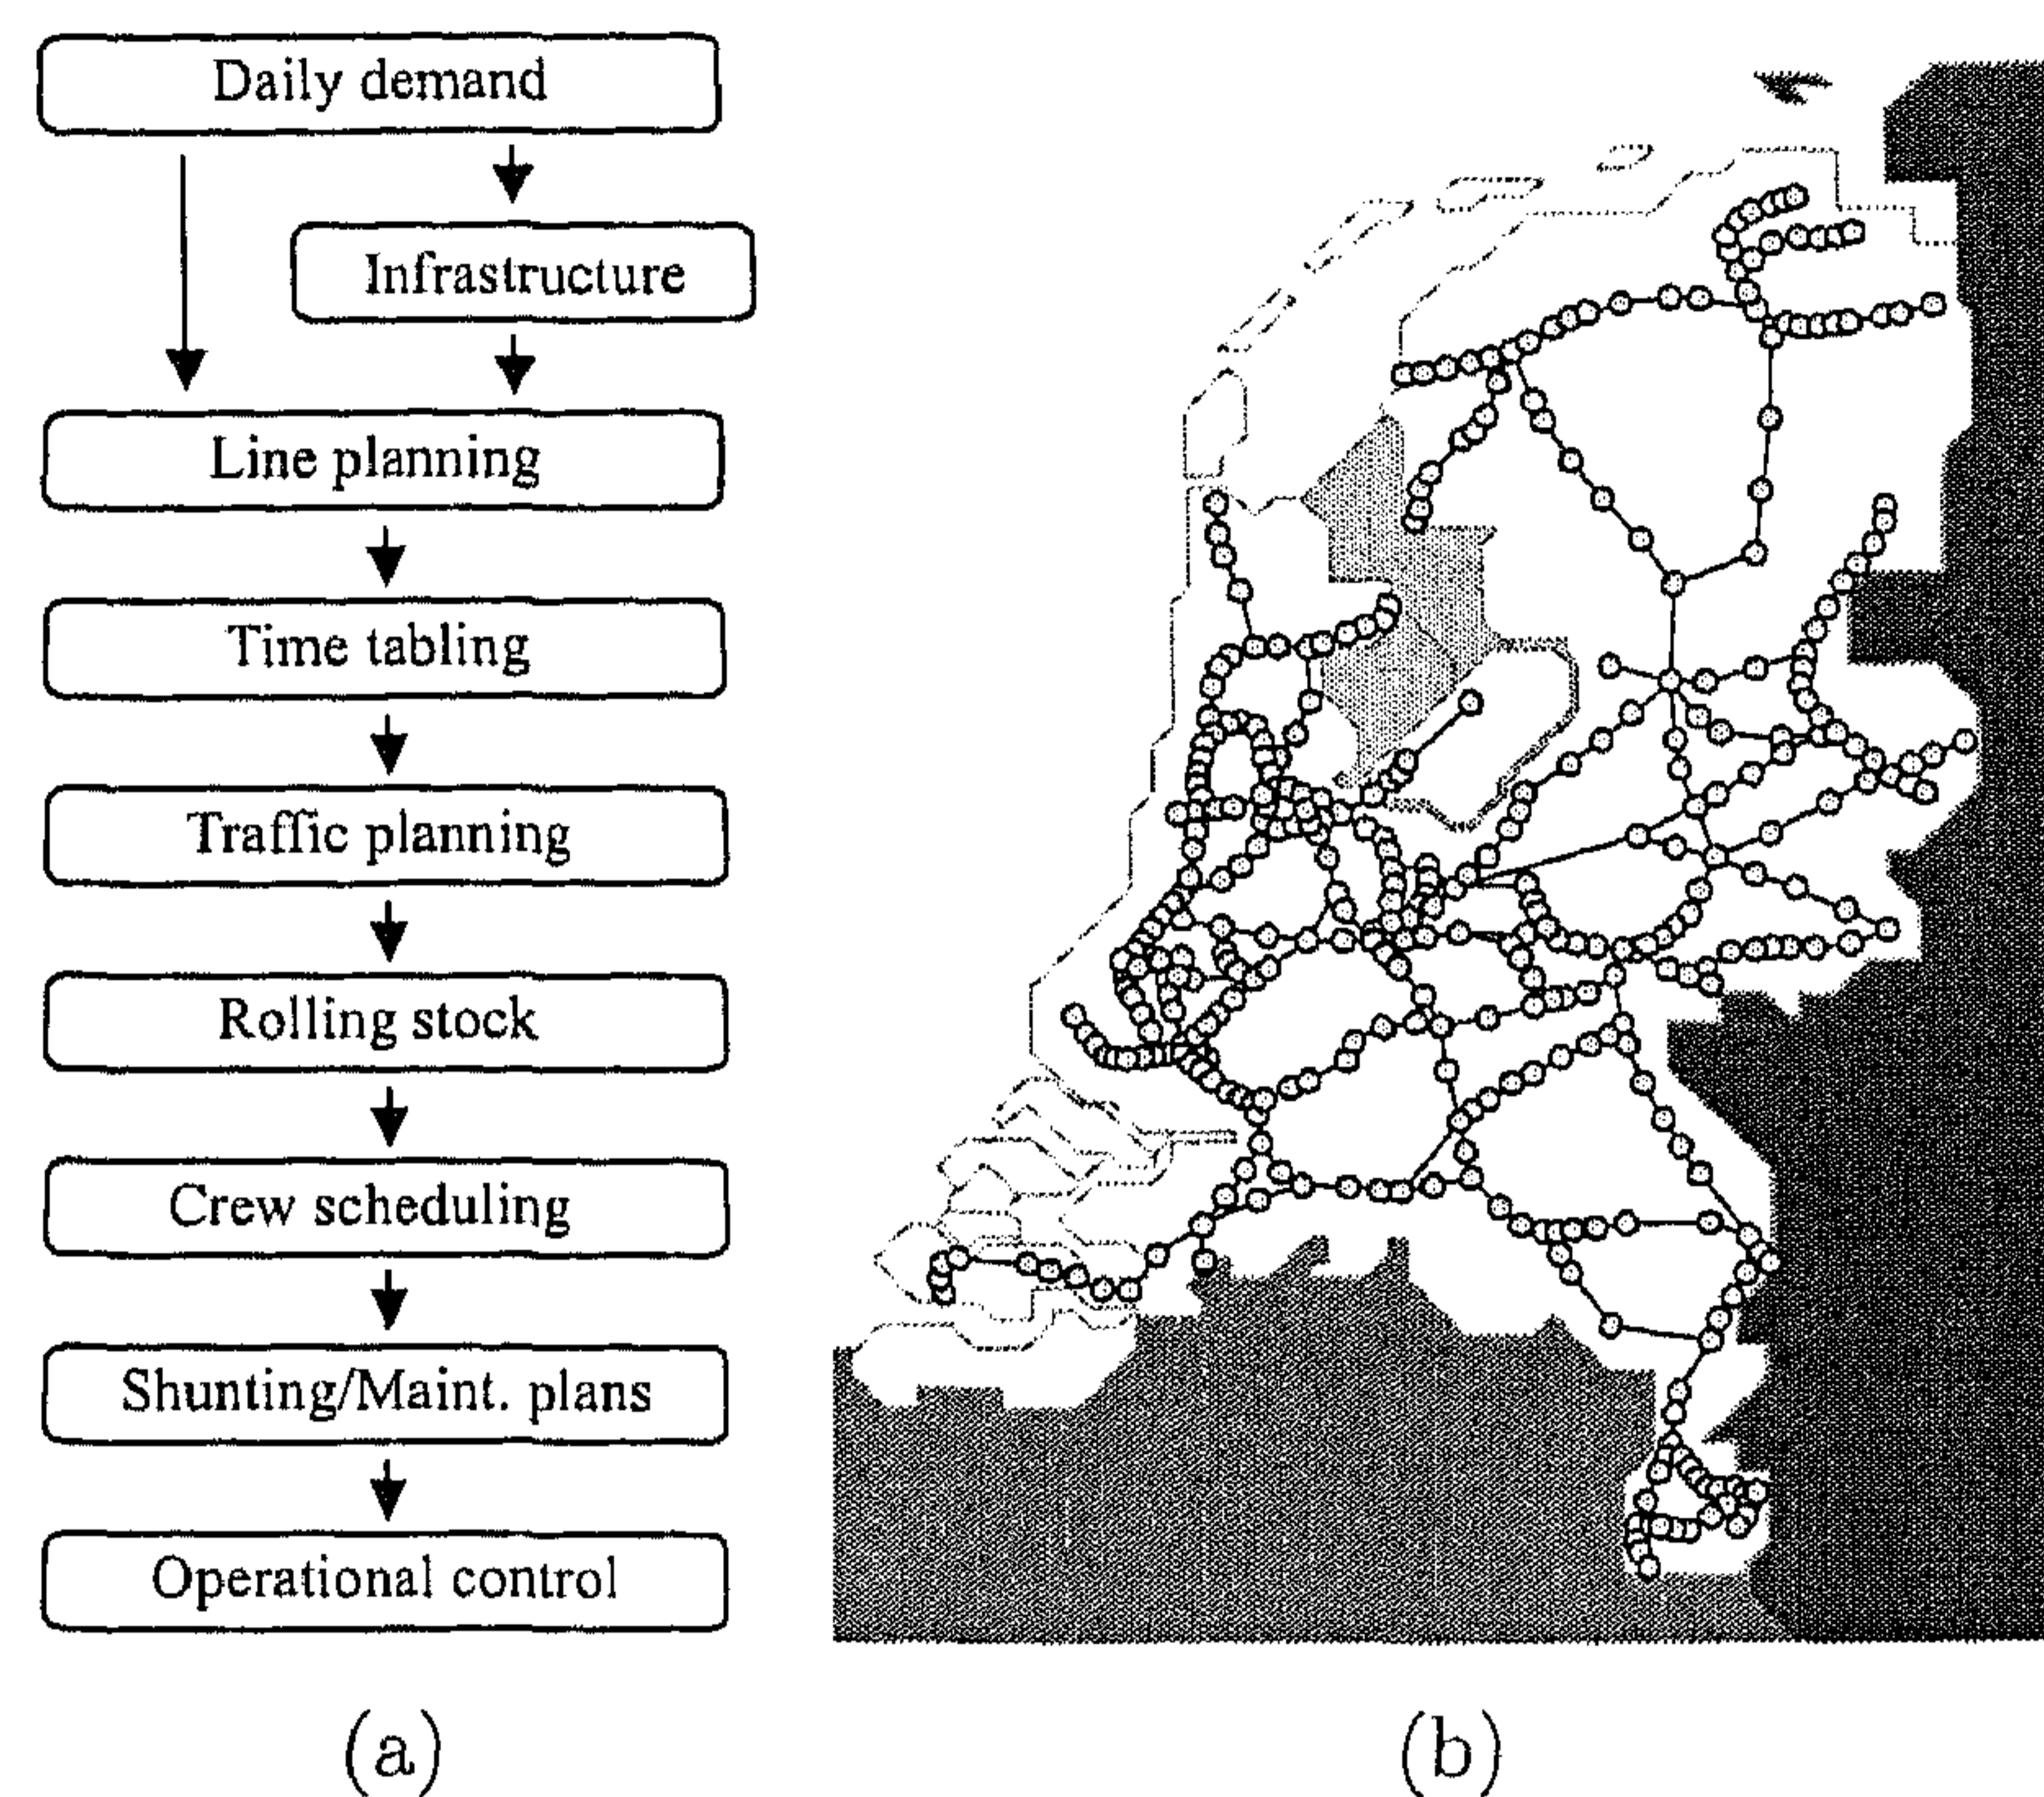 Daily demand
Infrastructure
Line planning
Time tabling
Traffic planning
Rolling stock
Crew scheduling
Shunting/Maint. plans
Operational control
(a)
(b)